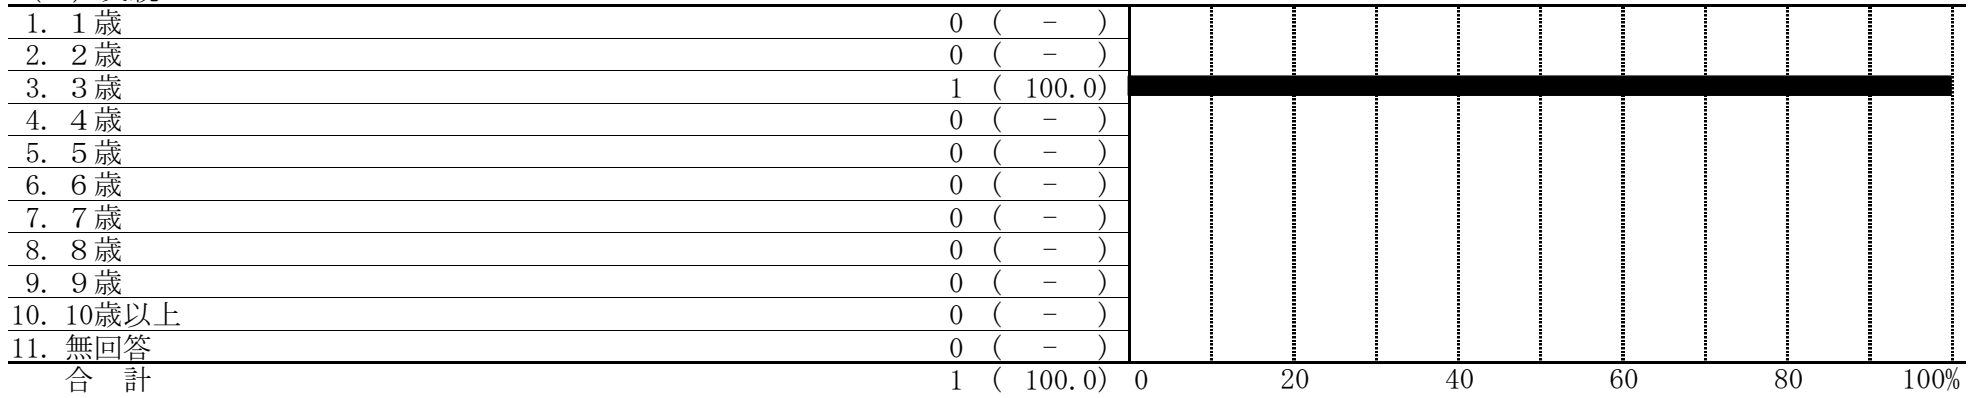 1. １歳 0 ( - )
2. ２歳 0 ( - )
3. ３歳 1 ( 100.0)
4. ４歳 0 ( - )
5. ５歳 0 ( - )
6. ６歳 0 ( - )
7. ７歳 0 ( - )
8. ８歳 0 ( - )
9. ９歳 0 ( - )
10. 10歳以上 0 ( - )
11. 無回答 0 ( - )
合　計 1 ( 100.0) 0 20 40 60 80 100%